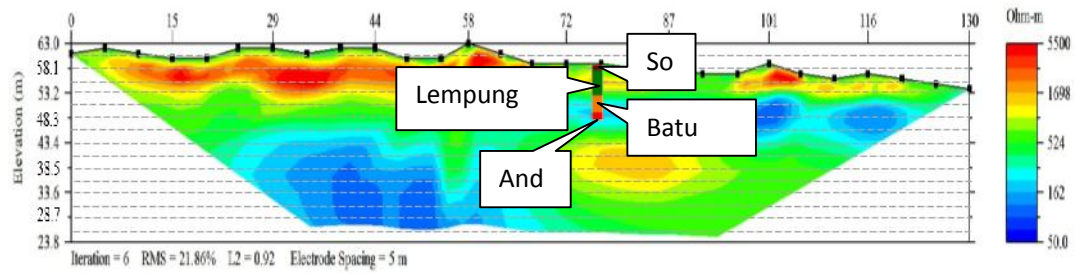 0 15 29 44 58 72 87 101 116 130
Ohm-m
63.0
58.1
53.2
48.3
43.4
38.5
33.6
28.7
23.8
Elevation (m)
So
Lempung
Batu
And
5500
1698
524
162
50.0
Iteration = 6 RMS = 21.86% L2 = 0.92 Electrode Spacing = 5 m